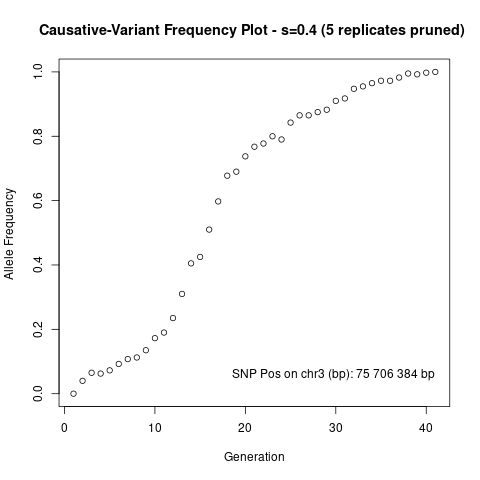 Causative-Variant Frequency Plot - s=0.4 (5 replicates pruned)
1.0
0.8
0.6
0.4
0.2
0.0
Allele Frequency
SNP Pos on chr3 (bp): 75 706 384 bp
0 10 20 30 40
Generation